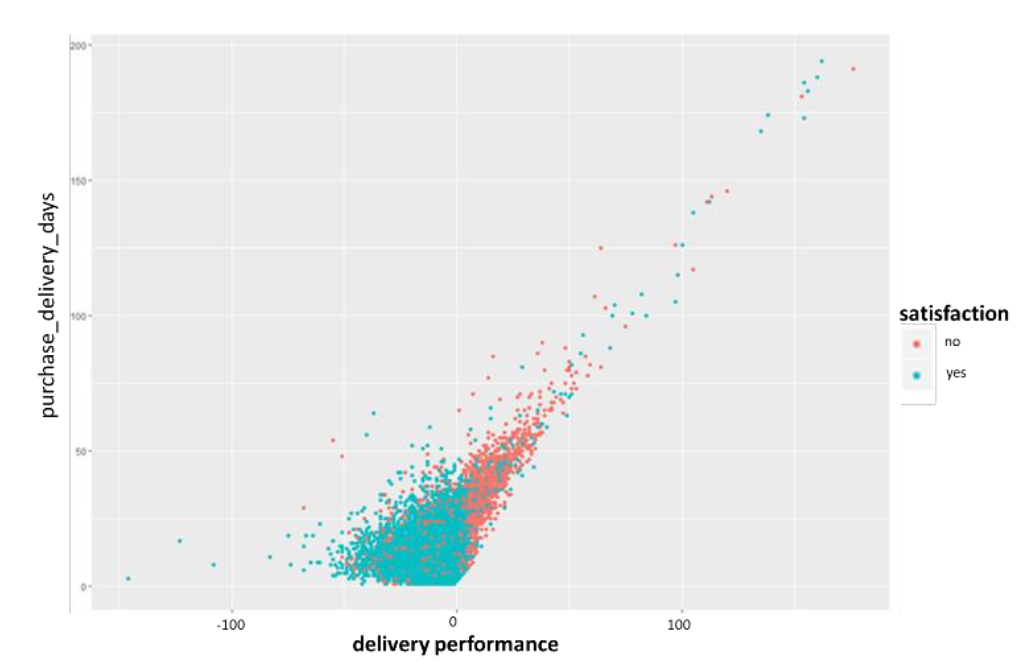 200
150
100
50
0
purchase_delivery_days
-100
0
100
delivery performance
satisfaction
no
yes